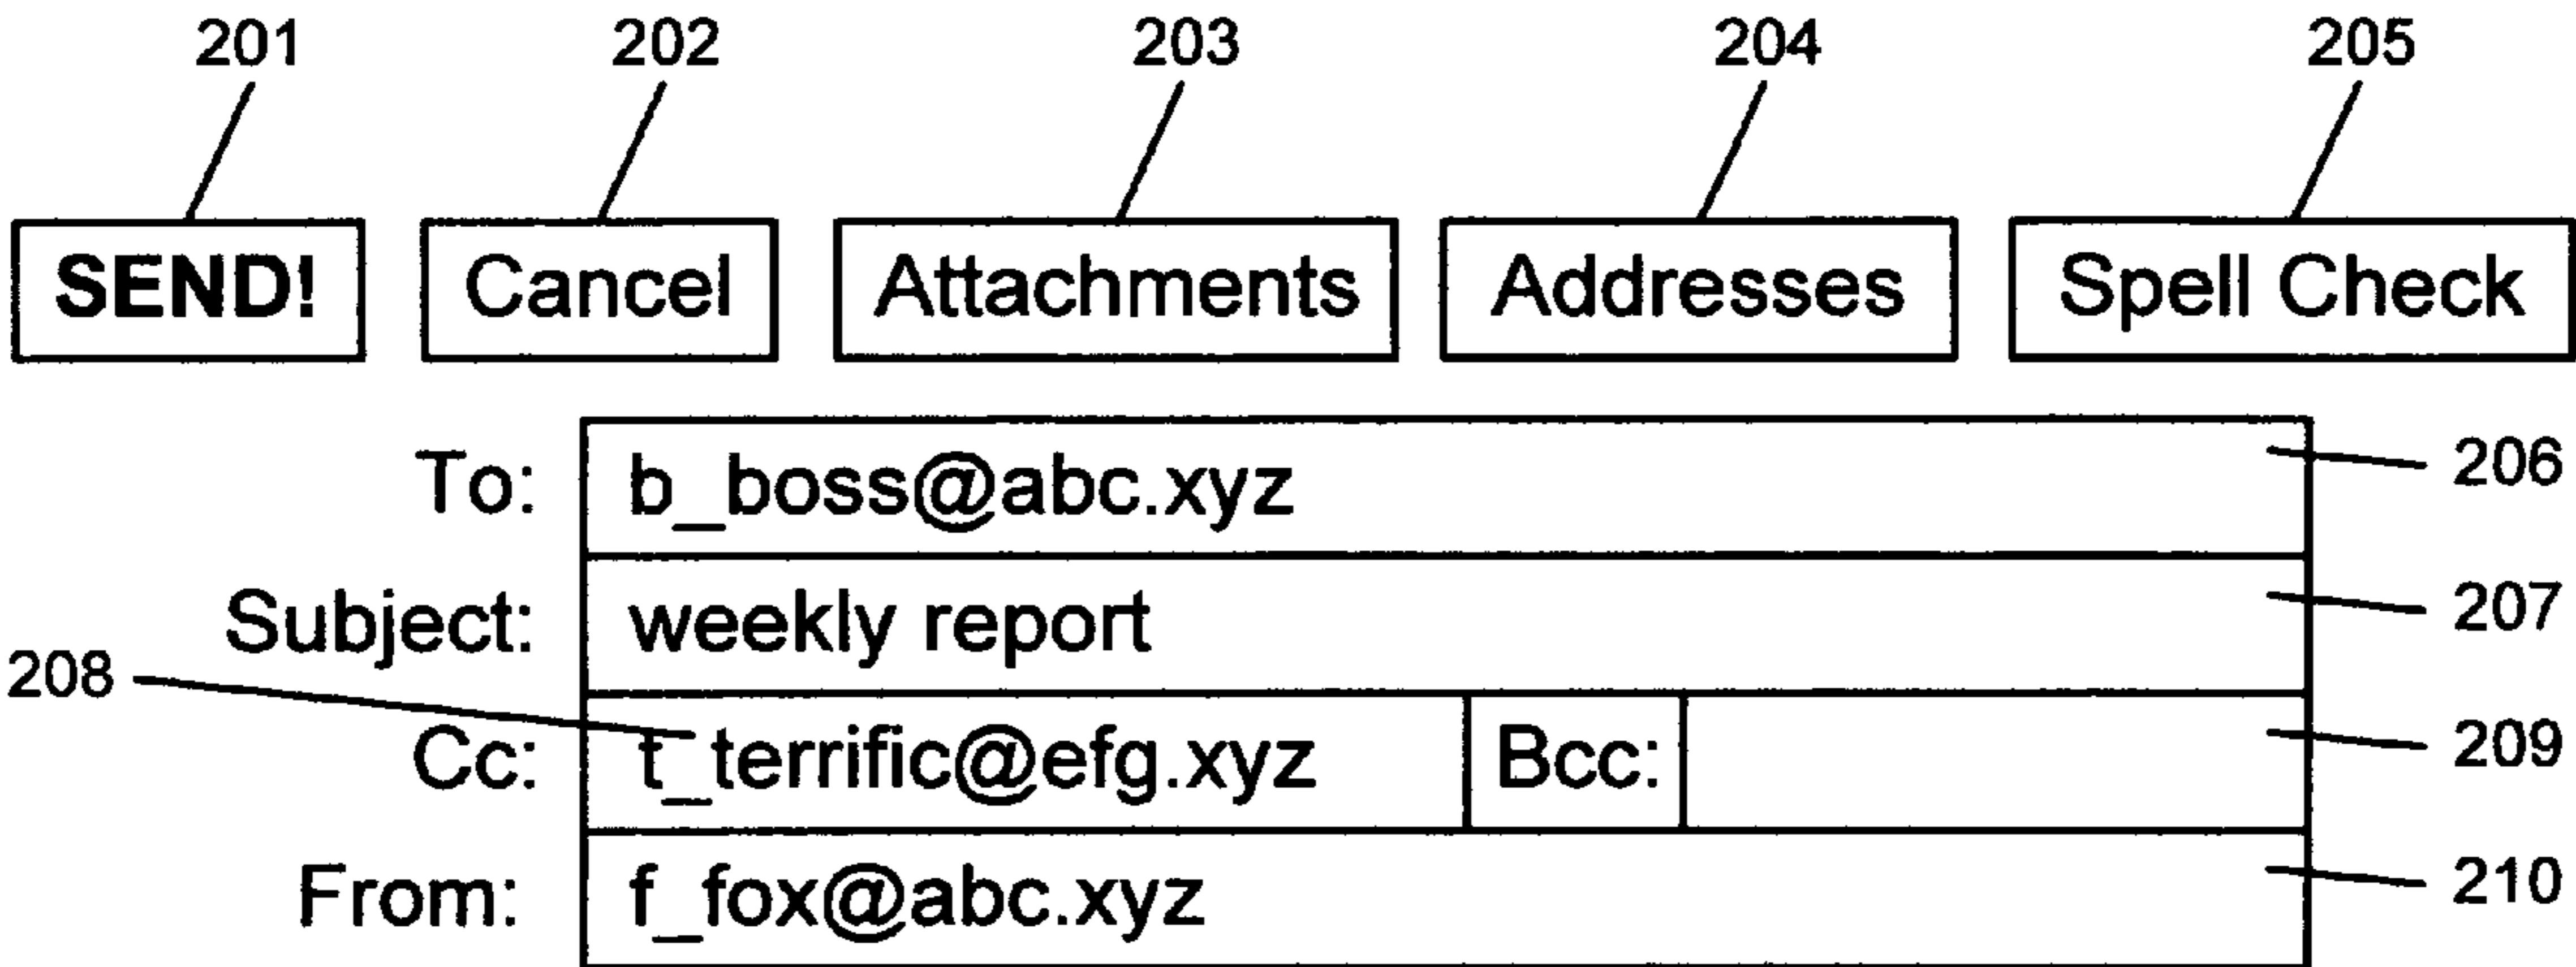 201 202 203 204 205
SEND! Cancel Attachments Addresses Spell Check
To: b_boss@abc.xyz 206
Subject: weekly report 207
208
Cc: t_terrific@efg.xyz Bcc: 209
From: f_fox@abc.xyz 210